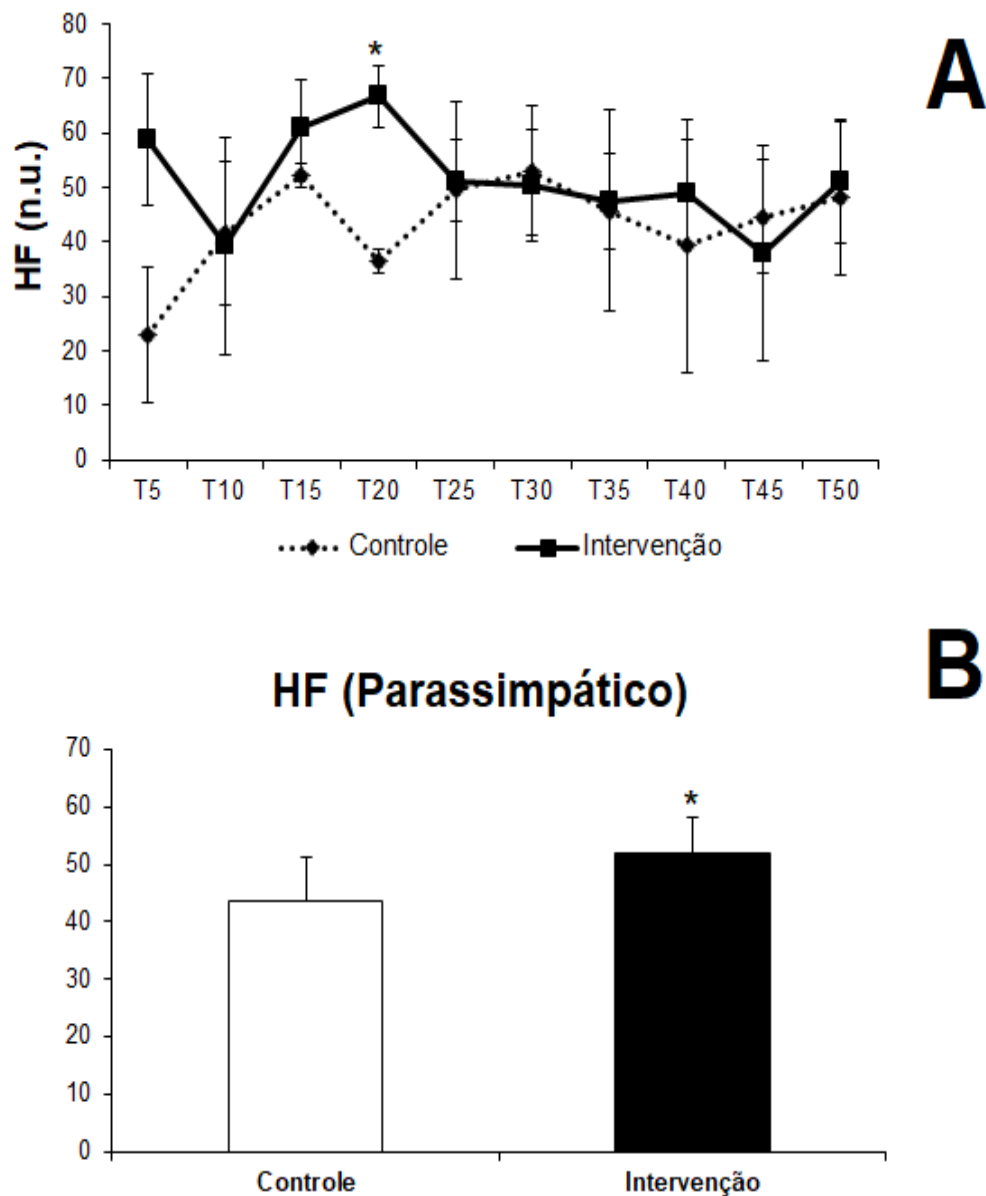 A
80
*
70
60
50
40
30
20
10
0
HF (n.u.)
T5 T10 T15 T20 T25 T30 T35 T40 T45 T50
Controle Intervenção
B
HF (Parassimpático)
70
60
*
50
40
30
20
10
0
Controle Intervenção